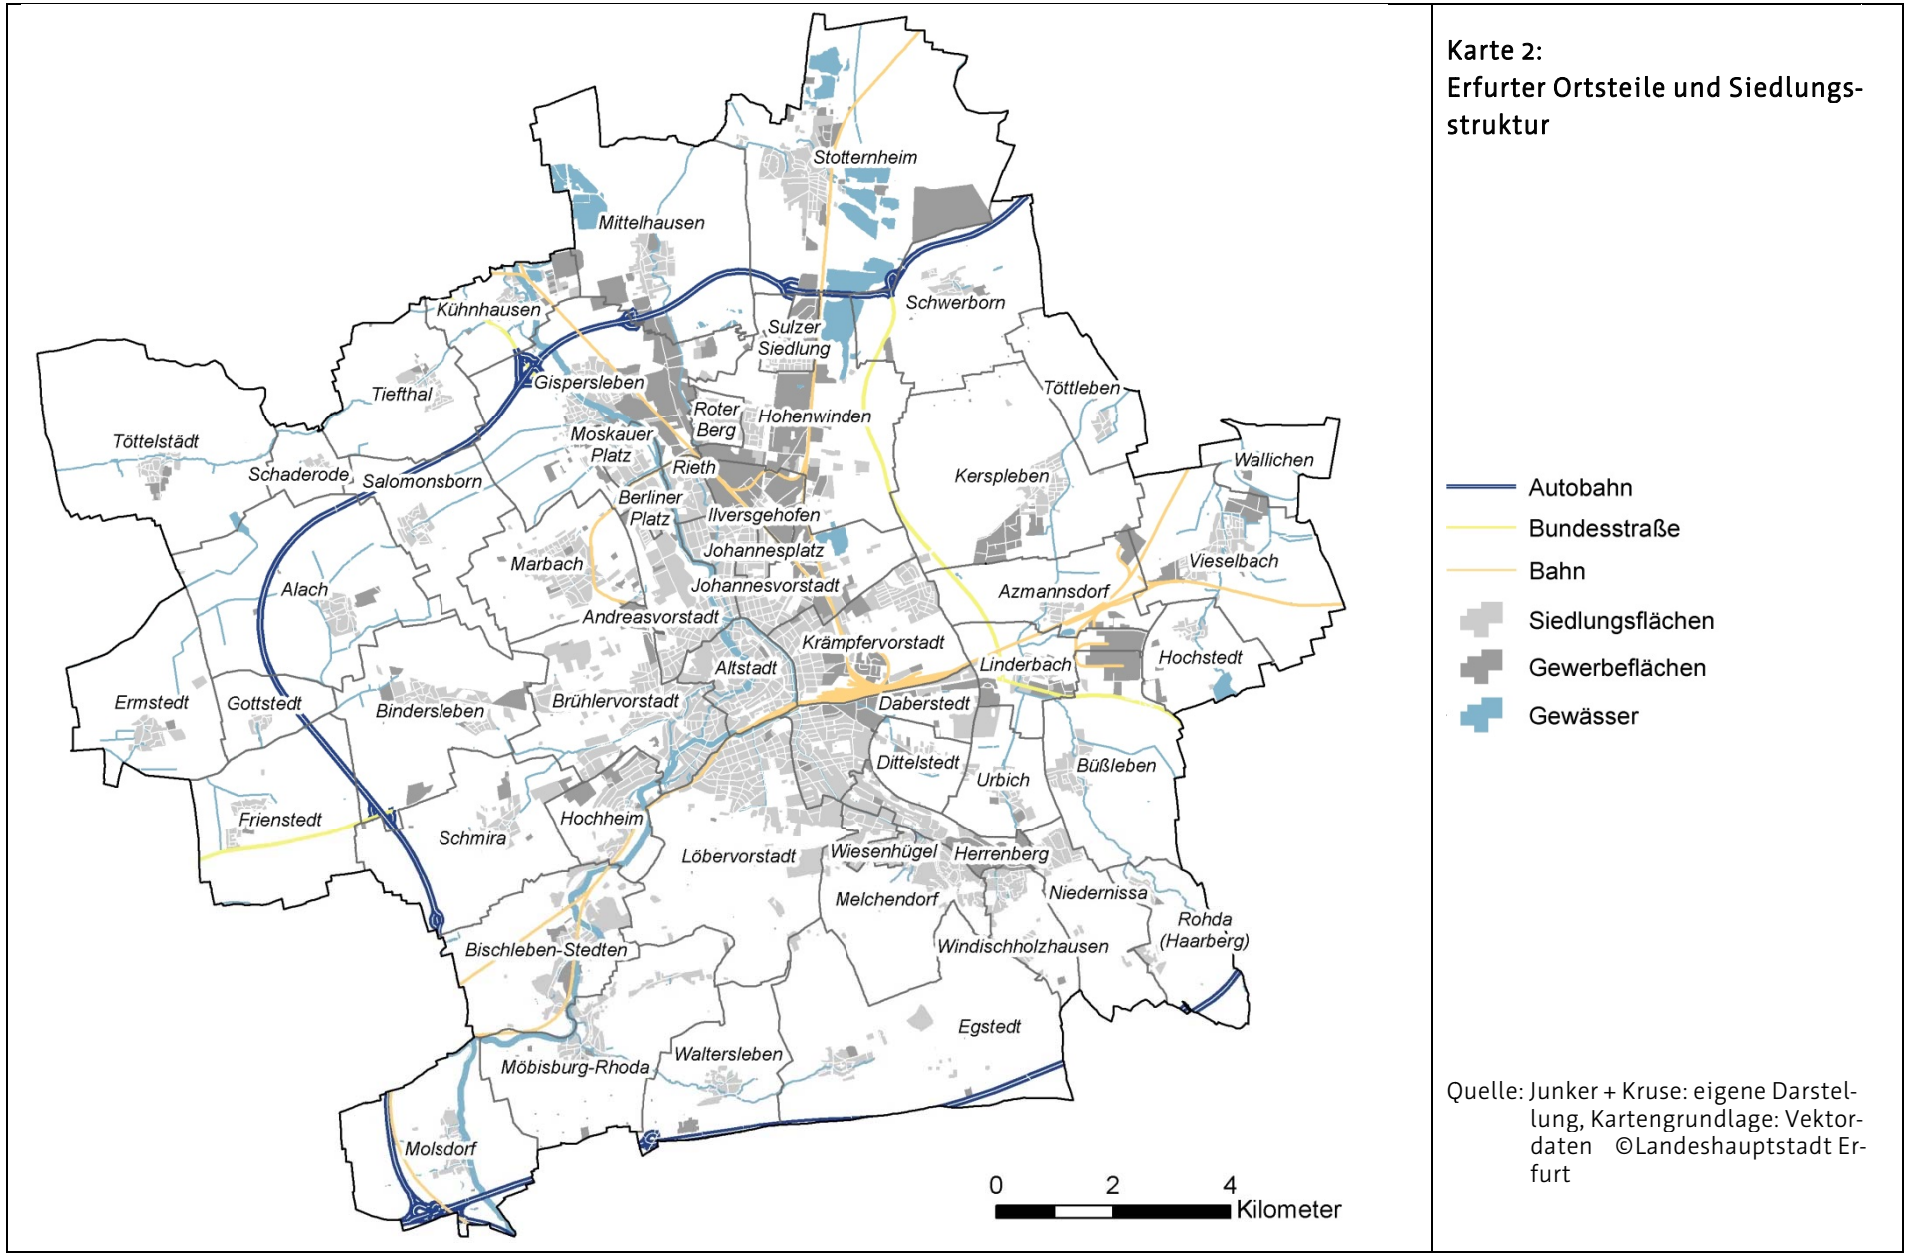 Karte 2:
Erfurter Ortsteile und Siedlungs-
struktur
Stotternheim
Mittelhausen
Schwerborn
Kühnhausen
Sulzer
Siedlung
Gispersleben
Tiefthal
Töttleben
Roter
Berg
Hohenwinden
Töttelstädt
Moskauer
Platz
Wallichen
Schaderode
Salomonsborn
Rieth
Kerspleben
Berliner
Platz
Ilversgehofen
Johannesplatz
Marbach
Vieselbach
Alach
Johannesvorstadt
Azmannsdorf
Andreasvorstadt
Krämpfervorstadt
Hochstedt
Altstadt
Linderbach
Ermstedt
Gottstedt
Bindersleben
Brühlervorstadt
Daberstedt
Dittelstedt
Urbich
Büßleben
Frienstedt
Hochheim
Schmira
Löbervorstadt
Wiesenhügel
Herrenberg
Melchendorf
Niedernissa
Rohda
(Haarberg)
Bischleben-Stedten
Windischholzhausen
Egstedt
Waltersleben
Möbisburg-Rhoda
Molsdorf
0 2 4
Kilometer
Autobahn
Bundesstraße
Bahn
Siedlungsflächen
Gewerbeflächen
Gewässer
Quelle: Junker + Kruse: eigene Darstel-
lung, Kartengrundlage: Vektor-
daten ©Landeshauptstadt Er-
furt